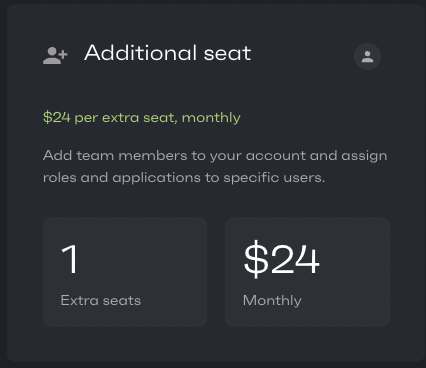 Additional seat
$24 per extra seat, monthly
Add team members to your account and assign
roles and applications to specific users.
1
Extra seats
$24
Monthly